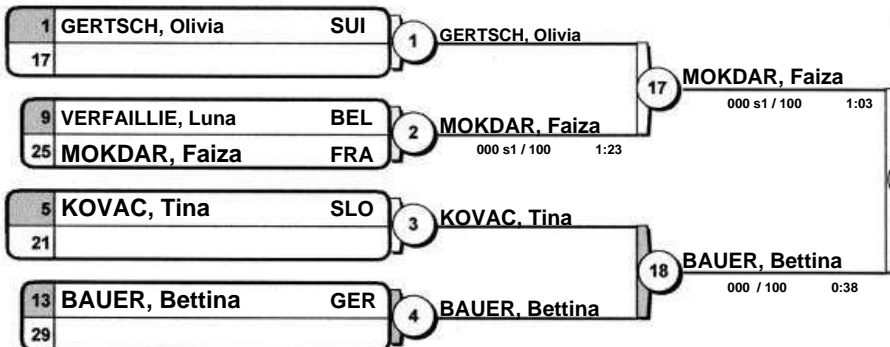 1 GERTSCH, Olivia SUI
17
1
GERTSCH, Olivia
9 VERFAILLIE, Luna BEL
25 MOKDAR, Faiza FRA
2
MOKDAR, Faiza
000 s1 / 100 1:23
17
MOKDAR, Faiza
000 s1 / 100 1:03
5 KOVAC, Tina SLO
21
3
KOVAC, Tina
13 BAUER, Bettina GER
29
4
BAUER, Bettina
18
BAUER, Bettina
000 / 100 0:38